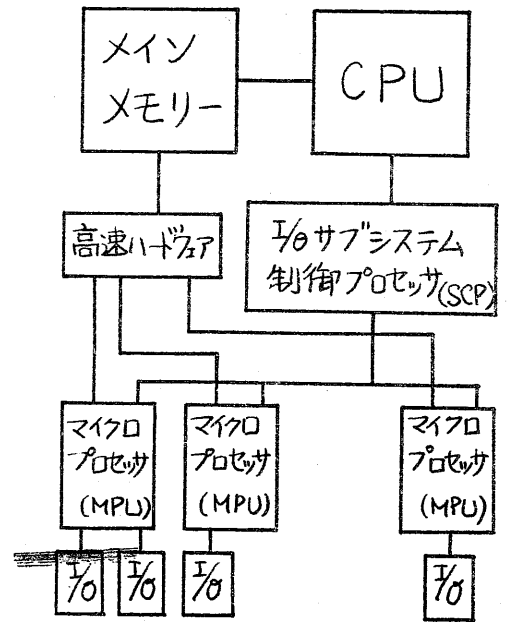 メイン
メモリー
CPU
高速ハードウェア
I/Oサブシステム
制御プロセッサ(SCP)
マイクロ
プロセッサ
(MPU)
マイクロ
プロセッサ
(MPU)
マイクロ
プロセッサ
(MPU)
I/O
I/O
I/O
I/O